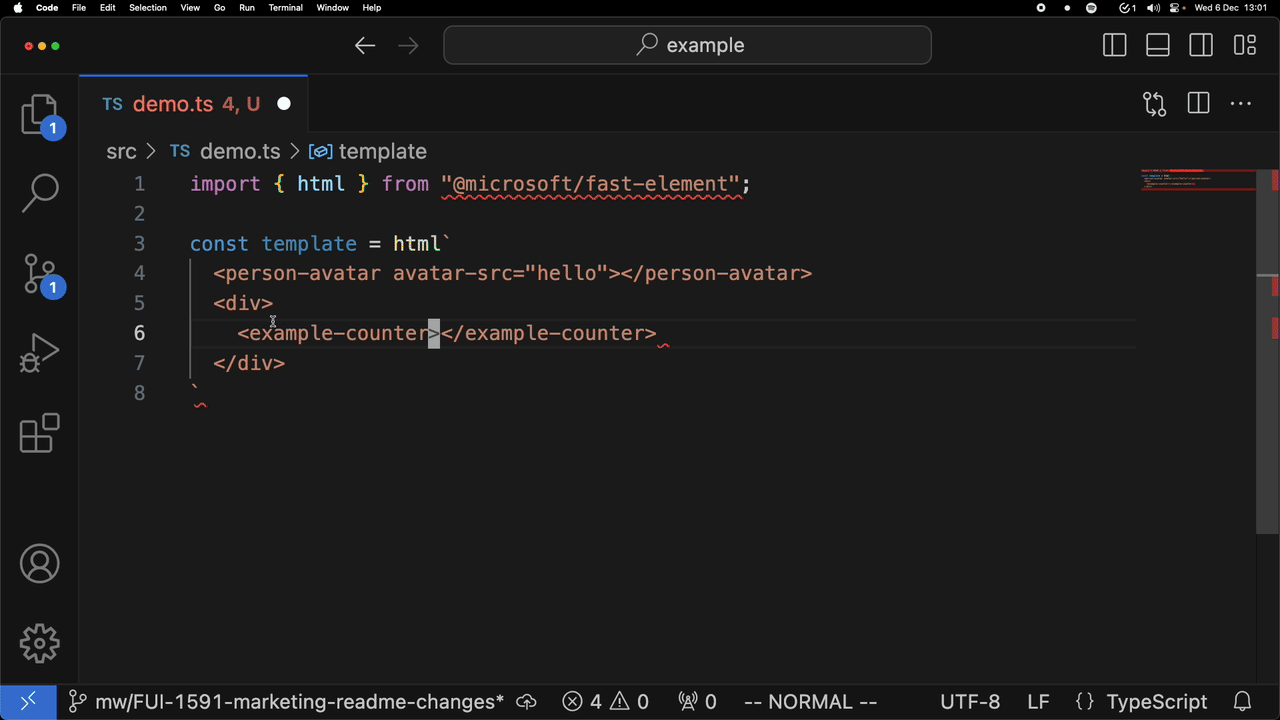 Code File Edit Selection View Go Run Terminal Window Help 1 Wed 6 Dec 13:01
example
TS demo.ts 4, U
1
src > TS demo.ts > template
1 import { html } from "@microsoft/fast-element";
2
3 const template = html`
4 <person-avatar avatar-src="hello"></person-avatar>
5 <div>
6 <example-counter></example-counter>
7 </div>
8 `
1
mw/FUI-1591-marketing-readme-changes* 4 0 0 -- NORMAL -- UTF-8 LF {} TypeScript